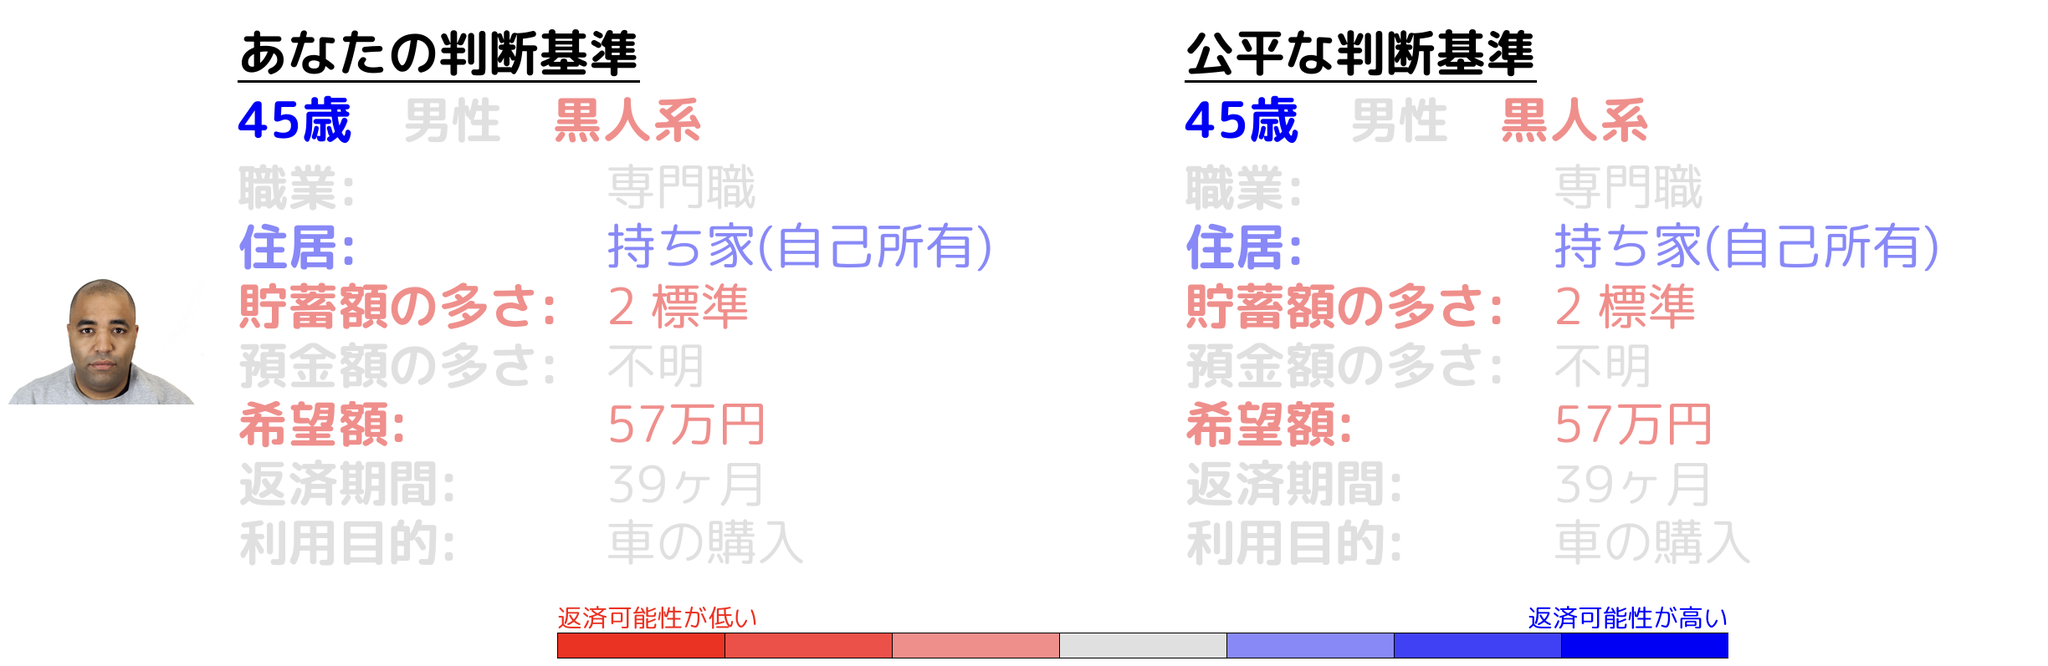 あなたの判断基準
45歳 男性 黒人系
職業: 専門職
住居: 持ち家(自己所有)
貯蓄額の多さ: 2 標準
預金額の多さ: 不明
希望額: 57万円
返済期間: 39ヶ月
利用目的: 車の購入
公平な判断基準
45歳 男性 黒人系
職業: 専門職
住居: 持ち家(自己所有)
貯蓄額の多さ: 2 標準
預金額の多さ: 不明
希望額: 57万円
返済期間: 39ヶ月
利用目的: 車の購入
返済可能性が低い
返済可能性が高い